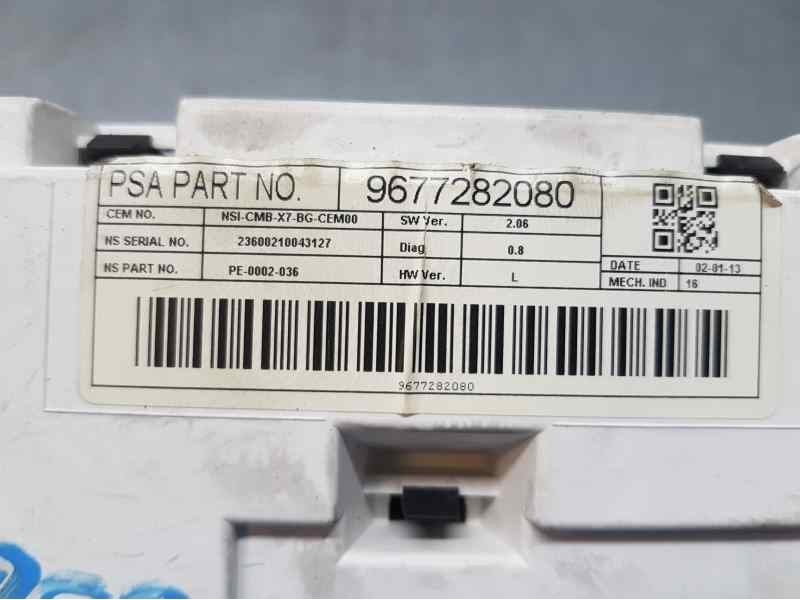 PSA PART NO. 9677282080
CEM NO. NSI-CMB-X7-BG-CEM00 SW Ver. 2.06
NS SERIAL NO. 23600210043127 Diag 0.8
NS PART NO. PE-0002-036 HW Ver. L
DATE 02-01-13
MECH. IND 16
9677282080